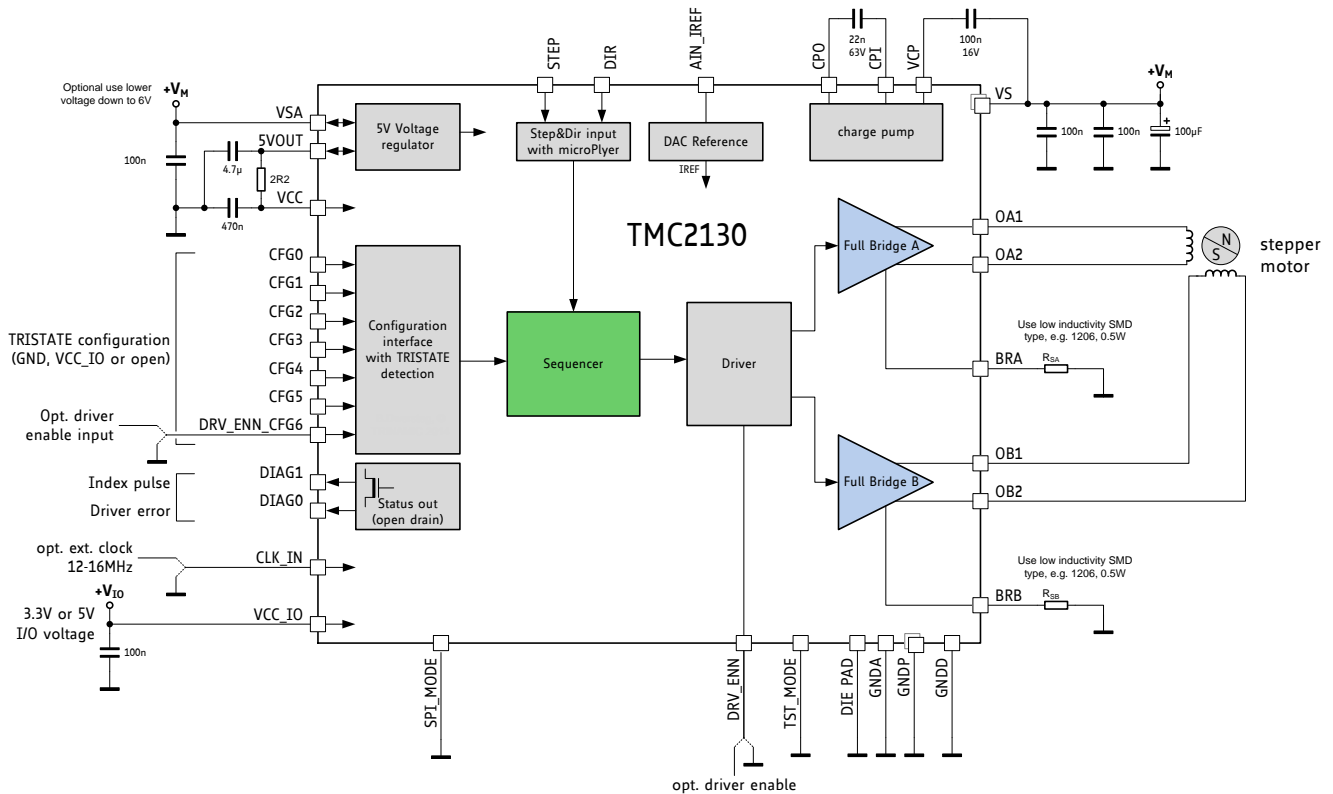 STEP
DIR
AIN_IREF
CPO
22n
63V
CPI
VCP
100n
16V
Optional use lower
voltage down to 6V
+VM
VSA
5VOUT
100n
4.7µ
2R2
VCC
470n
5V Voltage
regulator
Step&Dir input
with microPlyer
DAC Reference
IREF
charge pump
VS
+VM
100n
100n
+
100µF
TMC2130
CFG0
CFG1
CFG2
CFG3
CFG4
CFG5
DRV_ENN_CFG6
TRISTATE configuration
(GND, VCC_IO or open)
Opt. driver
enable input
Configuration
interface
with TRISTATE
detection
Sequencer
Driver
Full Bridge A
OA1
OA2
N
S
stepper
motor
Use low inductivity SMD
type, e.g. 1206, 0.5W
BRA
RSA
Full Bridge B
OB1
OB2
Use low inductivity SMD
type, e.g. 1206, 0.5W
BRB
RSB
Index pulse
Driver error
DIAG1
DIAG0
Status out
(open drain)
opt. ext. clock
12-16MHz
CLK_IN
+VIO
3.3V or 5V
I/O voltage
VCC_IO
100n
SPI_MODE
DRV_ENN
TST_MODE
DIE PAD
GNDA
GNDP
GNDD
opt. driver enable